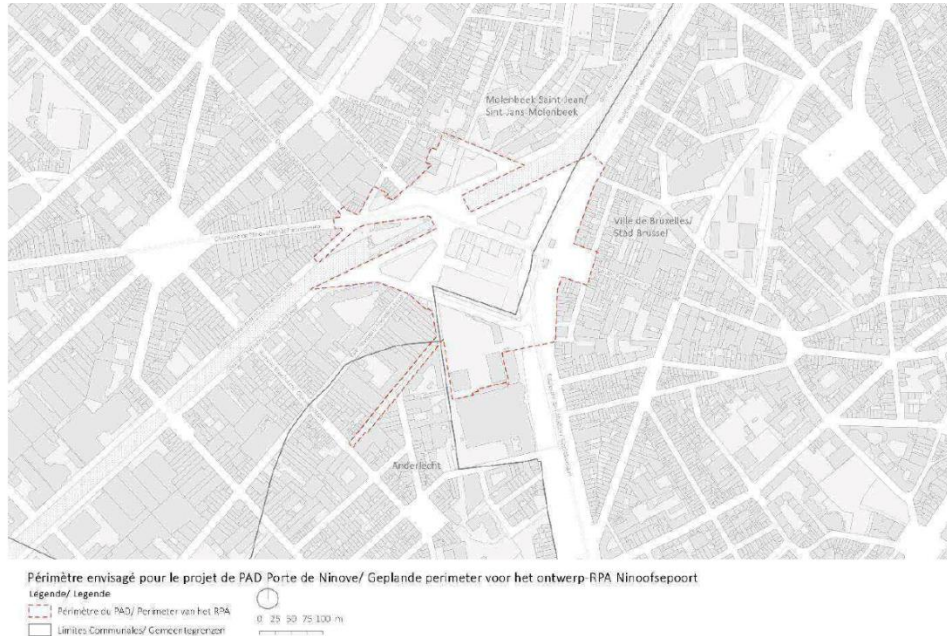 Molenbeek-Saint-Jean/
Sint-Jans-Molenbeek
Ville de Bruxelles/
Stad Brussel
Anderlecht
Périmètre envisagé pour le projet de PAD Porte de Ninove/ Geplande perimeter voor het ontwerp-RPA Ninoofsepoort
Légende/ Legende
Périmètre du PAD/ Perimeter van het RPA
0 25 50 75 100 m
Limites Communales/ Gemeentegrenzen